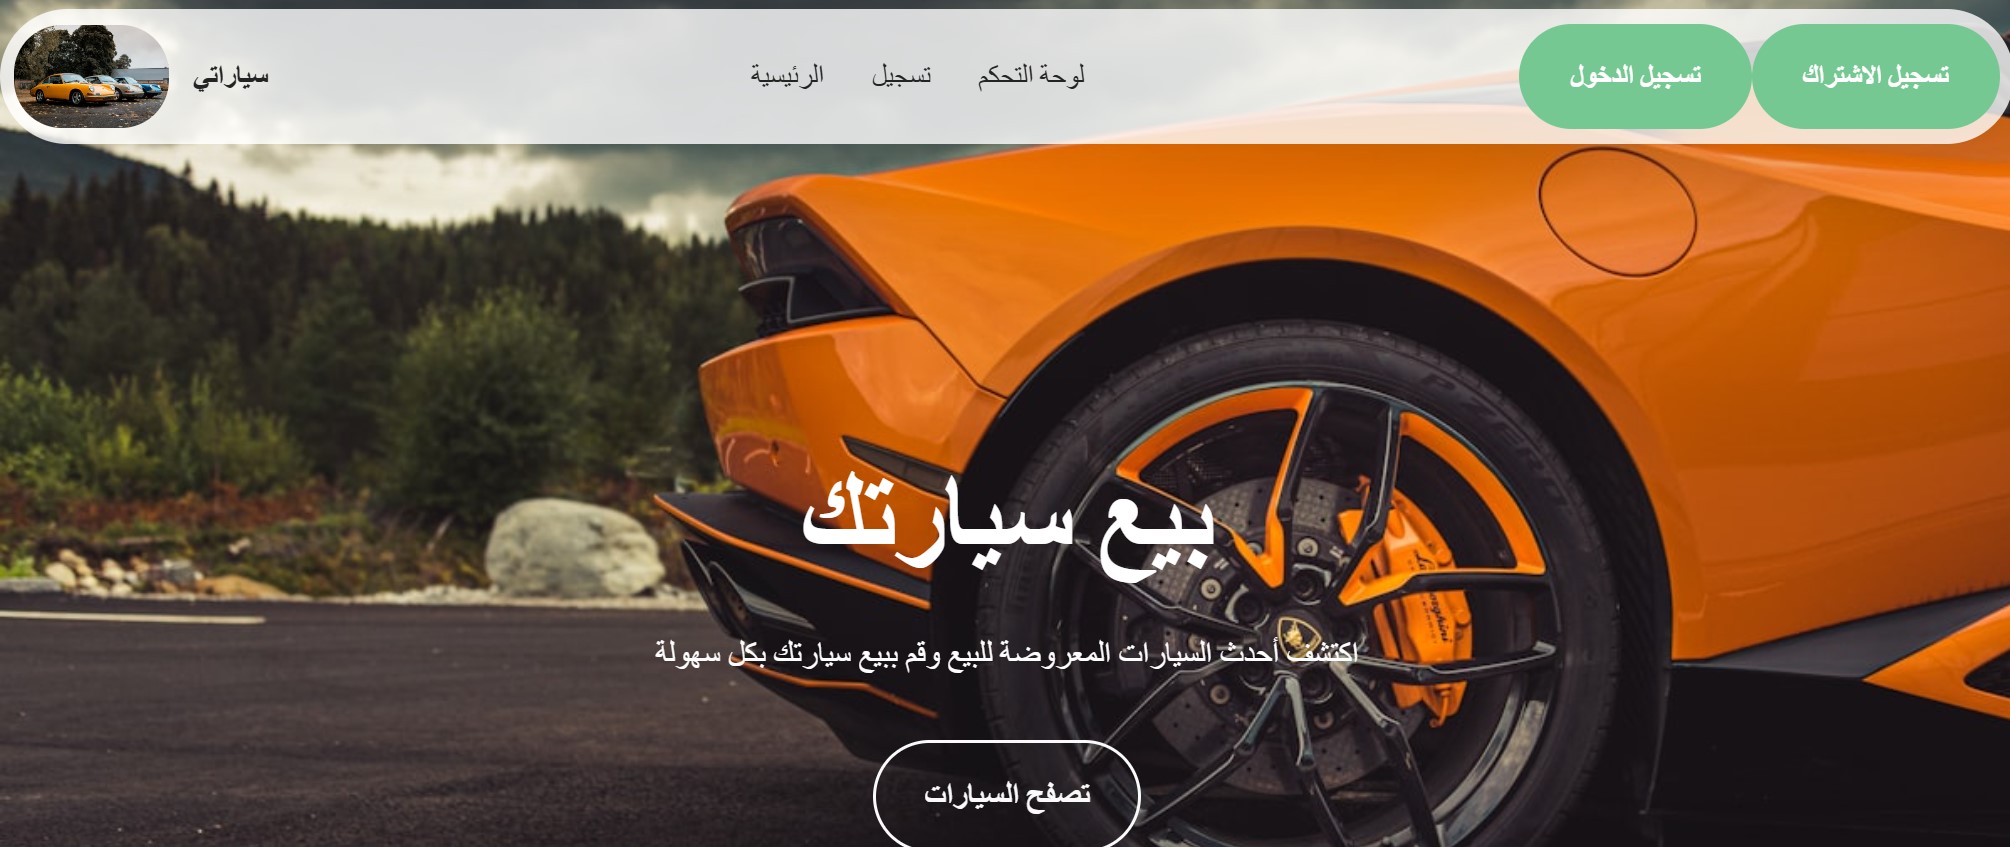 سياراتي
الرئيسية
تسجيل
لوحة التحكم
تسجيل الدخول
تسجيل الاشتراك
بيع سيارتك
اكتشف أحدث السيارات المعروضة للبيع وقم ببيع سيارتك بكل سهولة
تصفح السيارات
Lamborghini